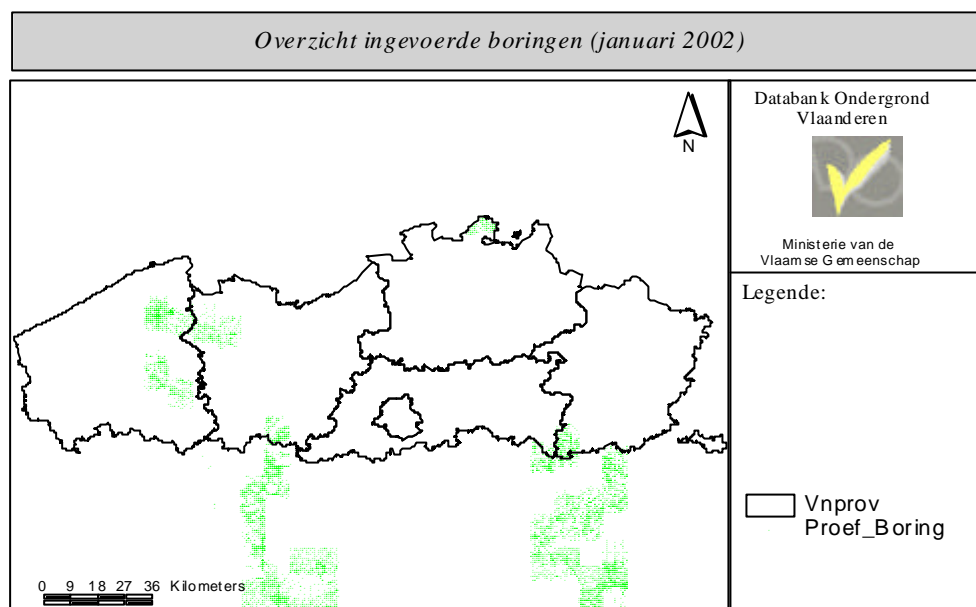 Overzicht ingevoerde boringen (januari 2002)
N
Databank Ondergrond
Vlaanderen
Ministerie van de
Vlaamse Gemeenschap
Legende:
Vnprov
Proef_Boring
0 9 18 27 36 Kilometers